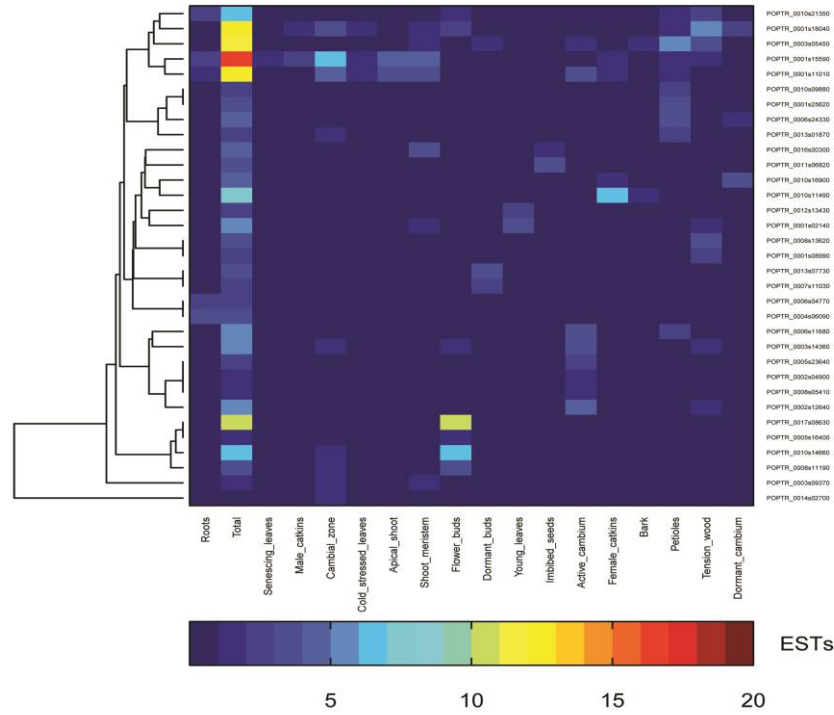 POPTR_0010s21350
POPTR_0001s18040
POPTR_0003s05450
POPTR_0001s15590
POPTR_0001s11010
POPTR_0010s09880
POPTR_0001s25620
POPTR_0006s24330
POPTR_0013s01870
POPTR_0016s00300
POPTR_0011s06820
POPTR_0010s16900
POPTR_0010s11490
POPTR_0012s13430
POPTR_0001s02140
POPTR_0008s13620
POPTR_0001s08990
POPTR_0013s07730
POPTR_0007s11030
POPTR_0006s04770
POPTR_0004s06090
POPTR_0006s11680
POPTR_0003s14360
POPTR_0005s23640
POPTR_0002s04900
POPTR_0008s05410
POPTR_0002s12640
POPTR_0017s08630
POPTR_0005s16400
POPTR_0010s14660
POPTR_0008s11190
POPTR_0003s09370
POPTR_0014s02700
Roots
Total
Senescing_leaves
Male_catkins
Cambial_zone
Cold_stressed_leaves
Apical_shoot
Shoot_meristem
Flower_buds
Dormant_buds
Young_leaves
Imbibed_seeds
Active_cambium
Female_catkins
Bark
Petioles
Tension_wood
Dormant_cambium
ESTs
5 10 15 20